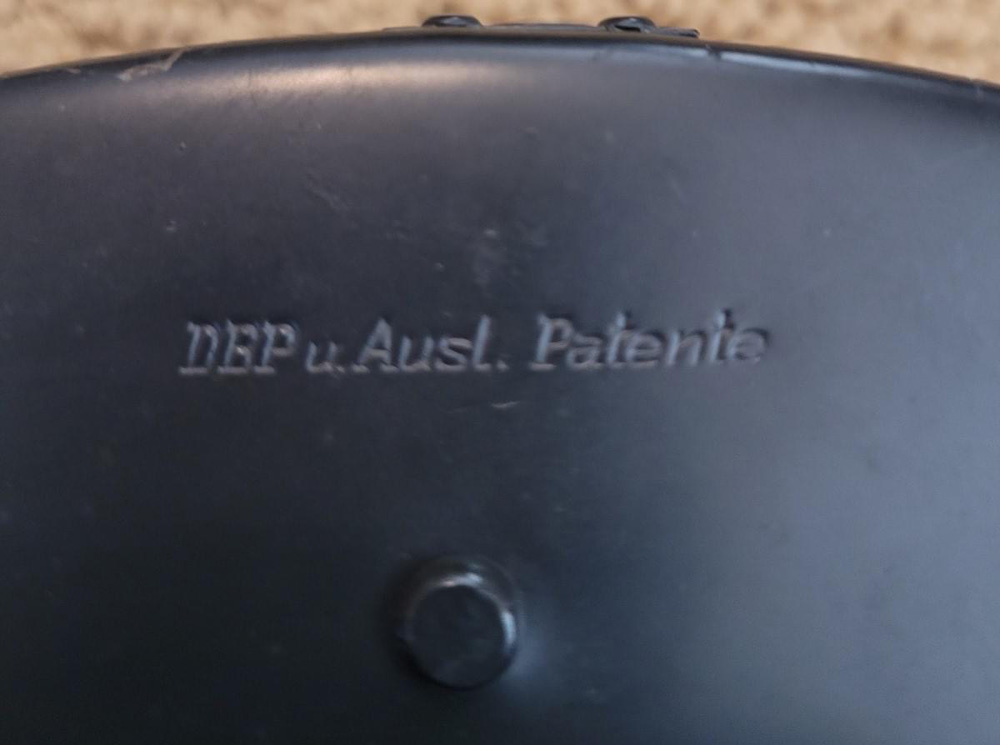 DBP u. Ausl. Patente